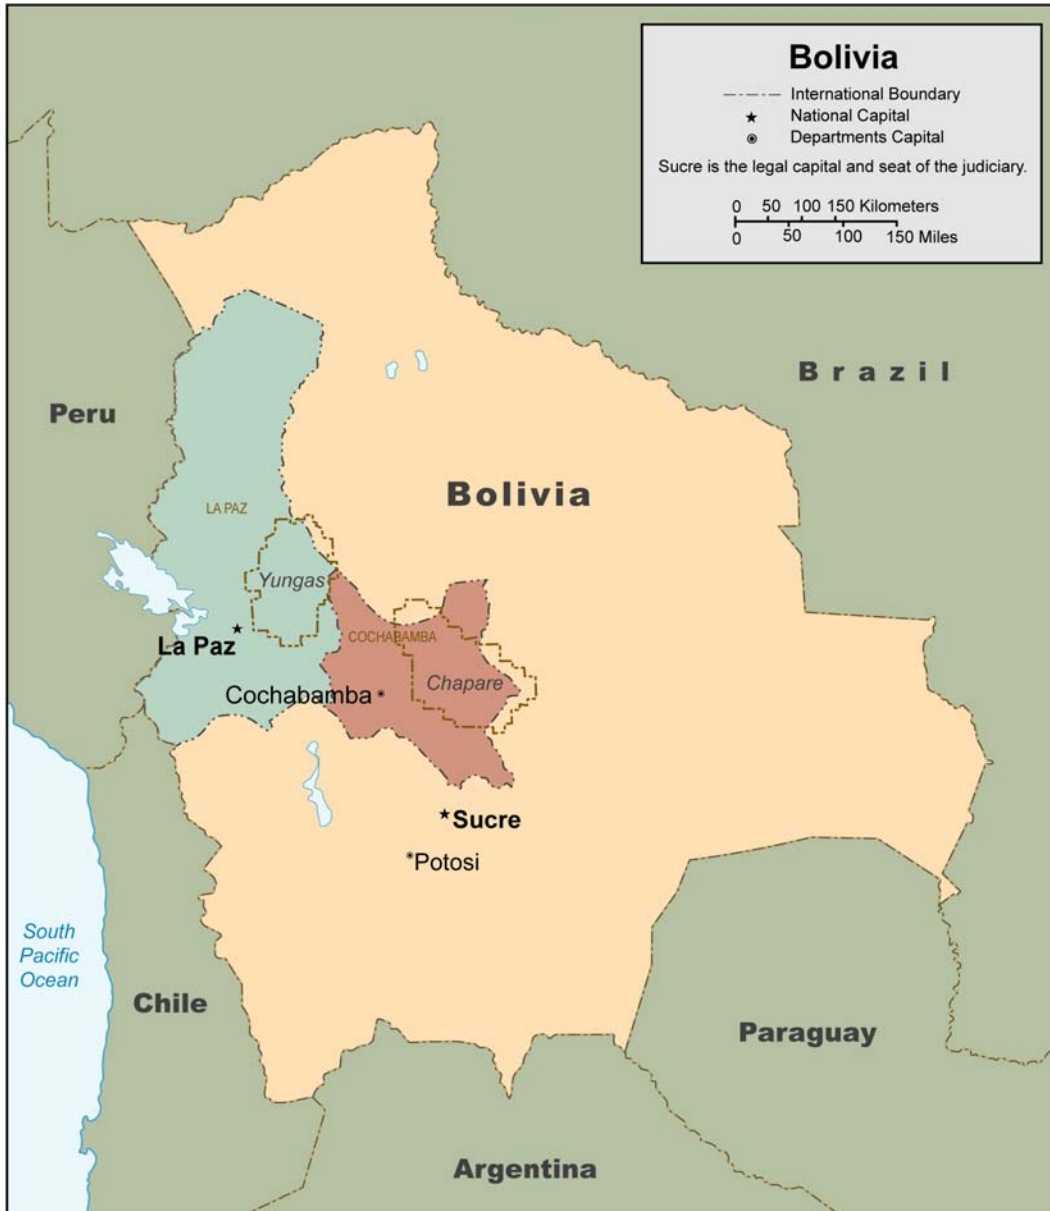 Bolivia
International Boundary
National Capital
Departments Capital
Sucre is the legal capital and seat of the judiciary.
0 50 100 150 Kilometers
0 50 100 150 Miles
Brazil
Peru
Bolivia
LA PAZ
Yungas
La Paz
COCHABAMBA
Chapare
Cochabamba
Sucre
Potosi
South
Pacific
Ocean
Chile
Paraguay
Argentina